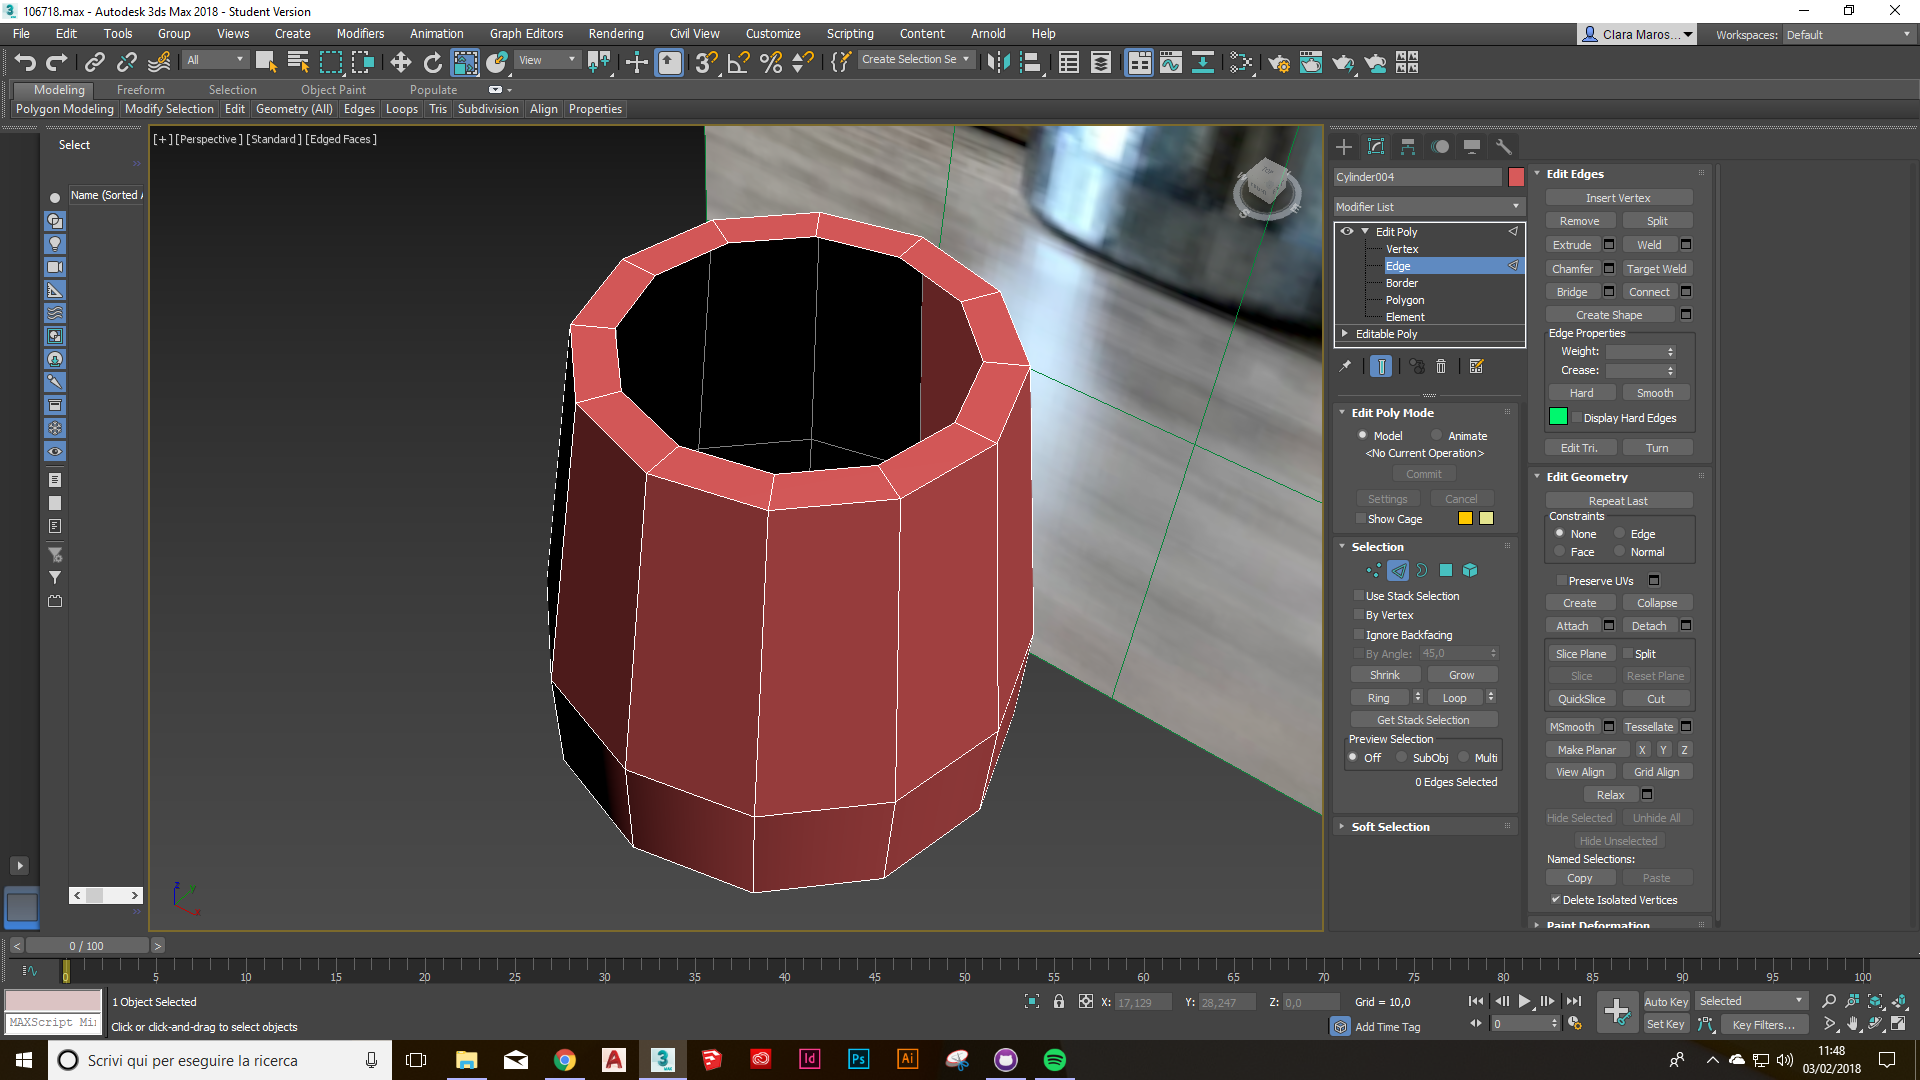 106718.max - Autodesk 3ds Max 2018 - Student Version
File Edit Tools Group Views Create Modifiers Animation Graph Editors Rendering Civil View Customize Scripting Content Arnold Help
Clara Maros... Workspaces: Default
All View Create Selection Se
Modeling Freeform Selection Object Paint Populate
Polygon Modeling Modify Selection Edit Geometry (All) Edges Loops Tris Subdivision Align Properties
Select
Name (Sorted A
[+] [Perspective ] [Standard ] [Edged Faces ]
Cylinder004
Modifier List
Edit Poly
Vertex
Edge
Border
Polygon
Element
Editable Poly
Edit Poly Mode
Model Animate
<No Current Operation>
Commit
Settings Cancel
Show Cage
Selection
Use Stack Selection
By Vertex
Ignore Backfacing
By Angle: 45,0
Shrink Grow
Ring Loop
Get Stack Selection
Preview Selection
Off SubObj Multi
0 Edges Selected
Soft Selection
Edit Edges
Insert Vertex
Remove Split
Extrude Weld
Chamfer Target Weld
Bridge Connect
Create Shape
Edge Properties
Weight:
Crease:
Hard Smooth
Display Hard Edges
Edit Tri. Turn
Edit Geometry
Repeat Last
Constraints
None Edge
Face Normal
Preserve UVs
Create Collapse
Attach Detach
Slice Plane Split
Slice Reset Plane
QuickSlice Cut
MSmooth Tessellate
Make Planar X Y Z
View Align Grid Align
Relax
Hide Selected Unhide All
Hide Unselected
Named Selections:
Copy Paste
Delete Isolated Vertices
Paint Deformation
0 / 100
0 5 10 15 20 25 30 35 40 45 50 55 60 65 70 75 80 85 90 95 100
1 Object Selected
X: 17,129 Y: 28,247 Z: 0,0 Grid = 10,0
Auto Key Selected
MAXScript Mi
Click or click-and-drag to select objects
Add Time Tag
0
Set Key Key Filters...
Scrivi qui per eseguire la ricerca
11:48
03/02/2018